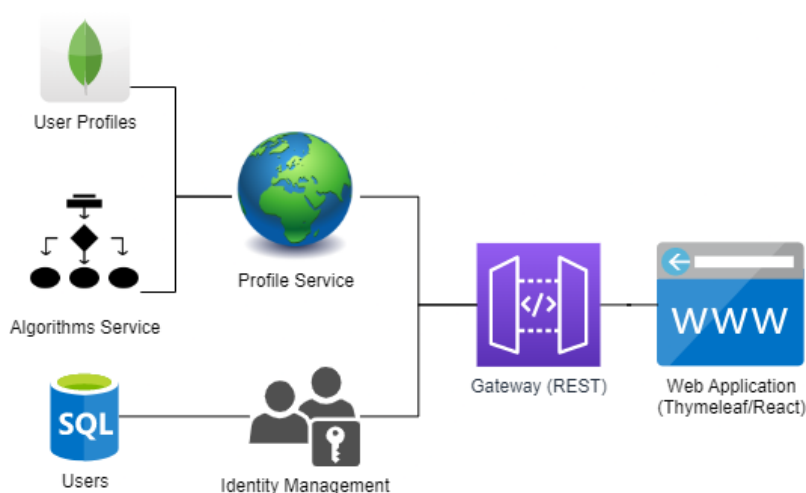 User Profiles
Profile Service
Algorithms Service
</>
WWW
Gateway (REST)
Web Application
(Thymeleaf/React)
SQL
Users
Identity Management